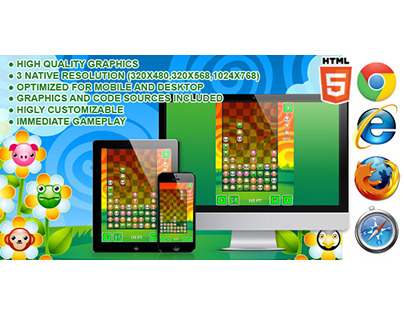 • HIGH QUALITY GRAPHICS
• 3 NATIVE RESOLUTION (320X480,320X568,1024X768)
• OPTIMIZED FOR MOBILE AND DESKTOP
• GRAPHICS AND CODE SOURCES INCLUDED
• HIGLY CUSTOMIZABLE
• IMMEDIATE GAMEPLAY
HTML
5